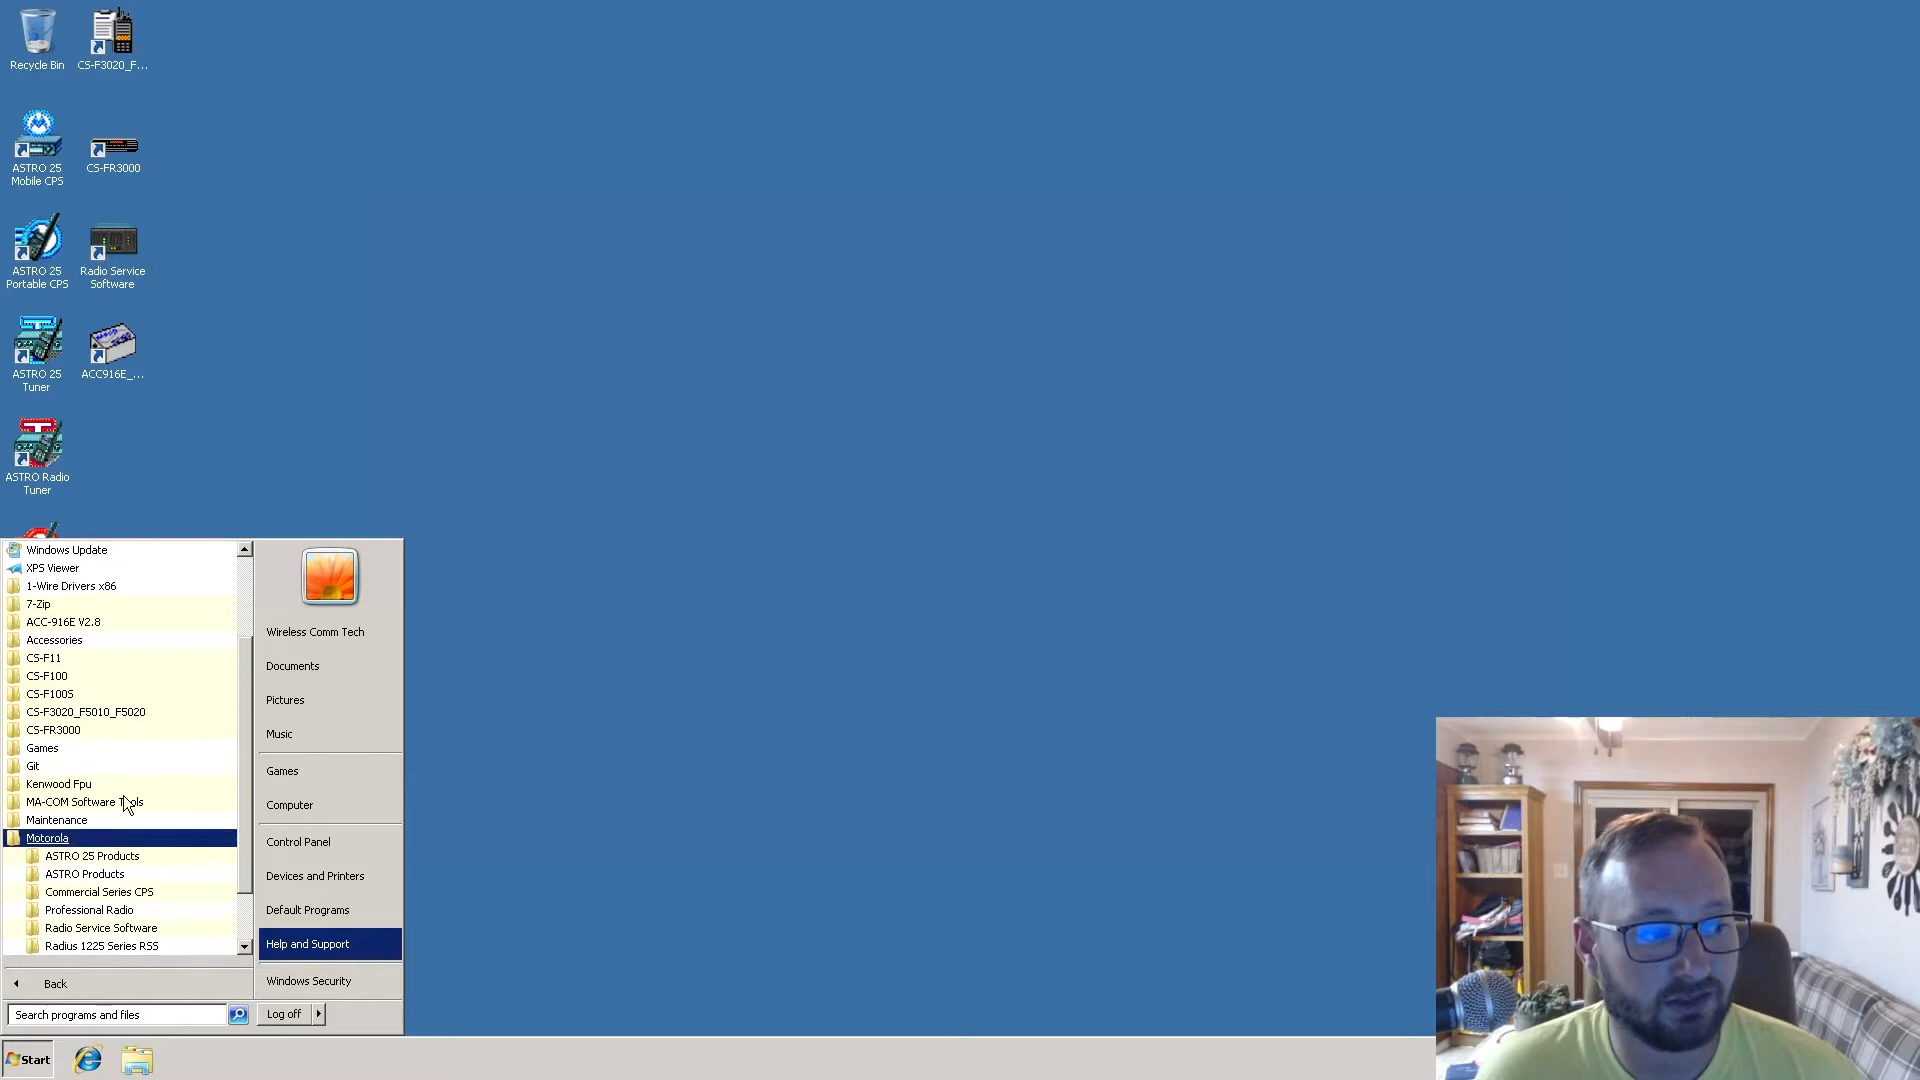 Recycle Bin
CS-F3020_F...
ASTRO 25
Mobile CPS
CS-FR3000
ASTRO 25
Portable CPS
Radio Service
Software
ASTRO 25
Tuner
ACC916E_...
ASTRO Radio
Tuner
Windows Update
XPS Viewer
1-Wire Drivers x86
7-Zip
ACC-916E V2.8
Accessories
CS-F11
CS-F100
CS-F100S
CS-F3020_F5010_F5020
CS-FR3000
Games
Git
Kenwood Fpu
MA-COM Software Tools
Maintenance
Motorola
ASTRO 25 Products
ASTRO Products
Commercial Series CPS
Professional Radio
Radio Service Software
Radius 1225 Series RSS
Back
Search programs and files
Wireless Comm Tech
Documents
Pictures
Music
Games
Computer
Control Panel
Devices and Printers
Default Programs
Help and Support
Windows Security
Log off
Start